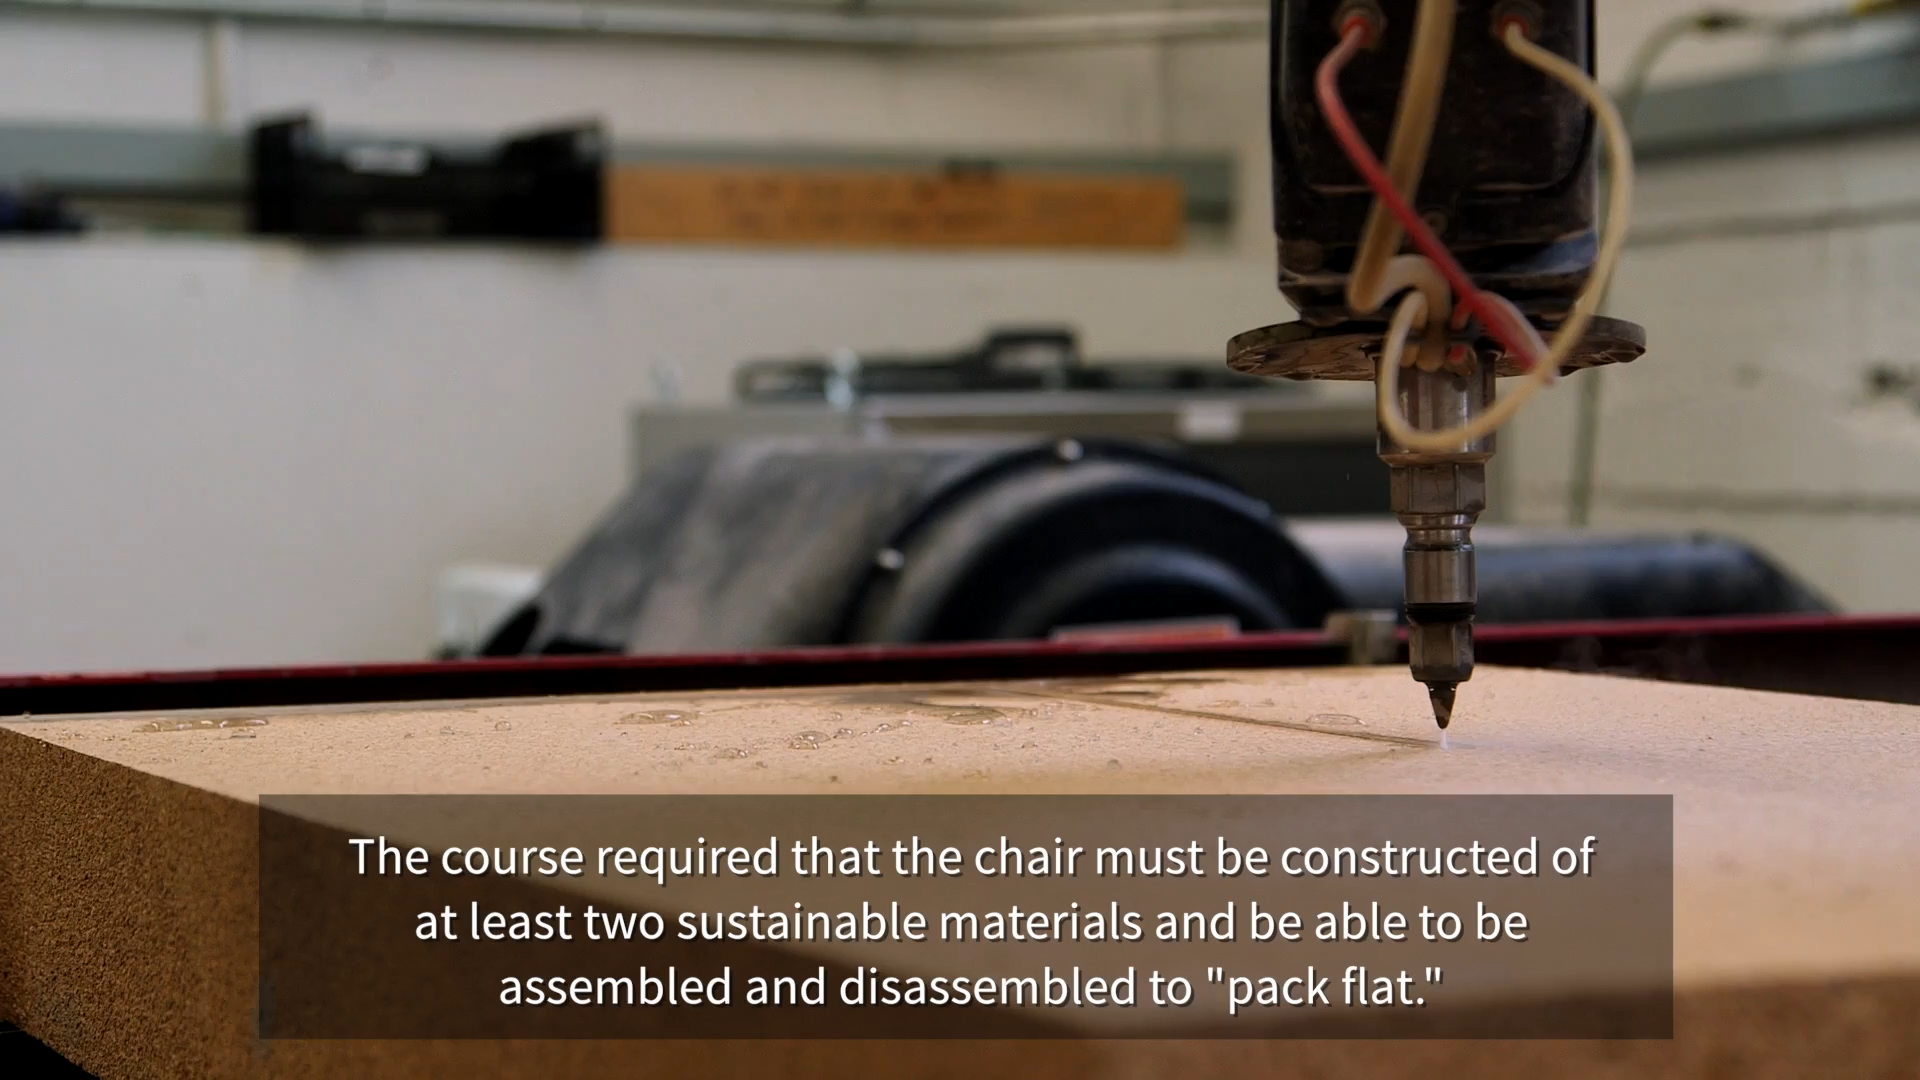 The course required that the chair must be constructed of
at least two sustainable materials and be able to be
assembled and disassembled to "pack flat."